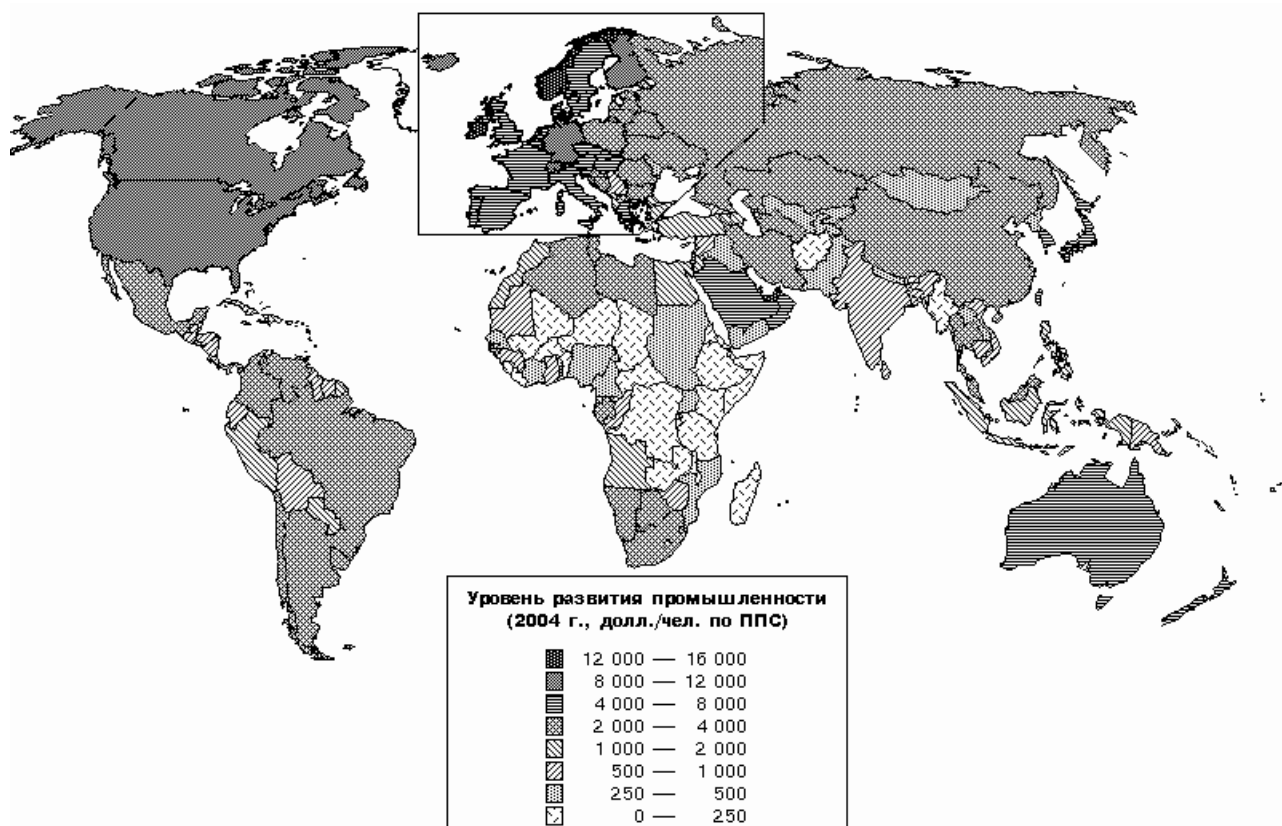 Уровень развития промышленности
(2004 г., долл./чел. по ППС)
12 000 — 16 000
8 000 — 12 000
4 000 — 8 000
2 000 — 4 000
1 000 — 2 000
500 — 1 000
250 — 500
0 — 250